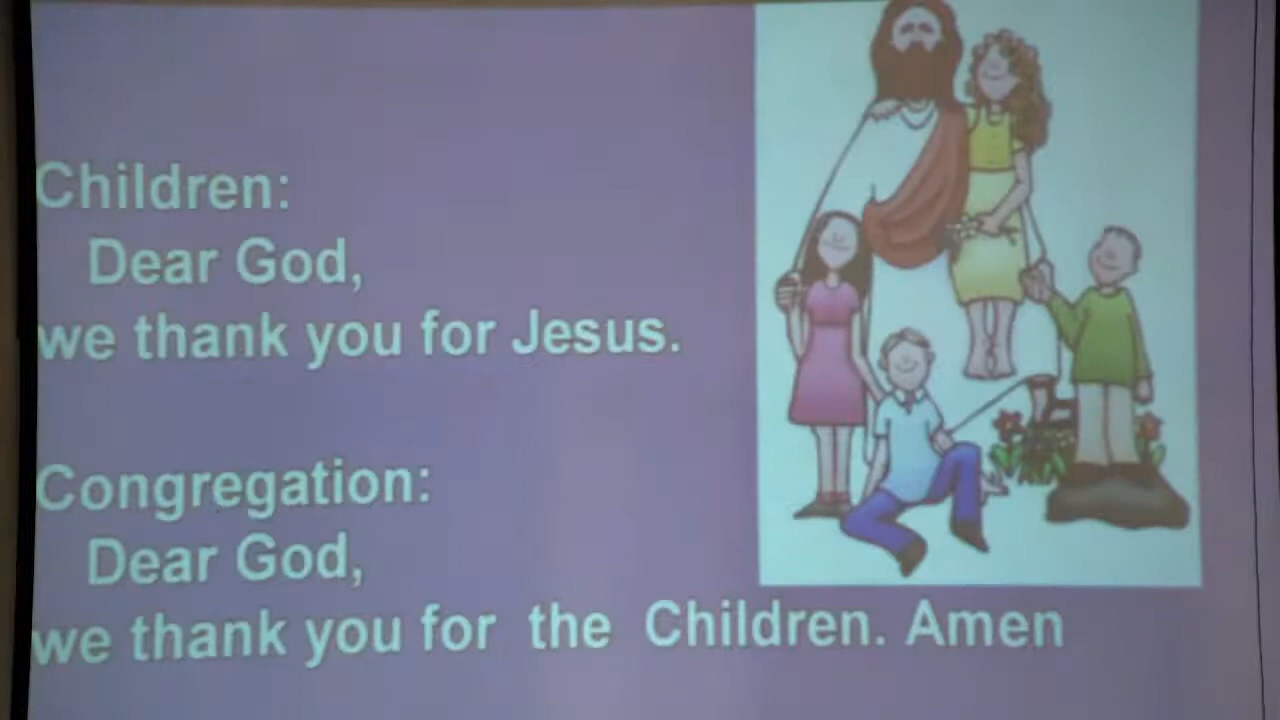 Children:
Dear God,
we thank you for Jesus.
Congregation:
Dear God,
we thank you for the Children. Amen